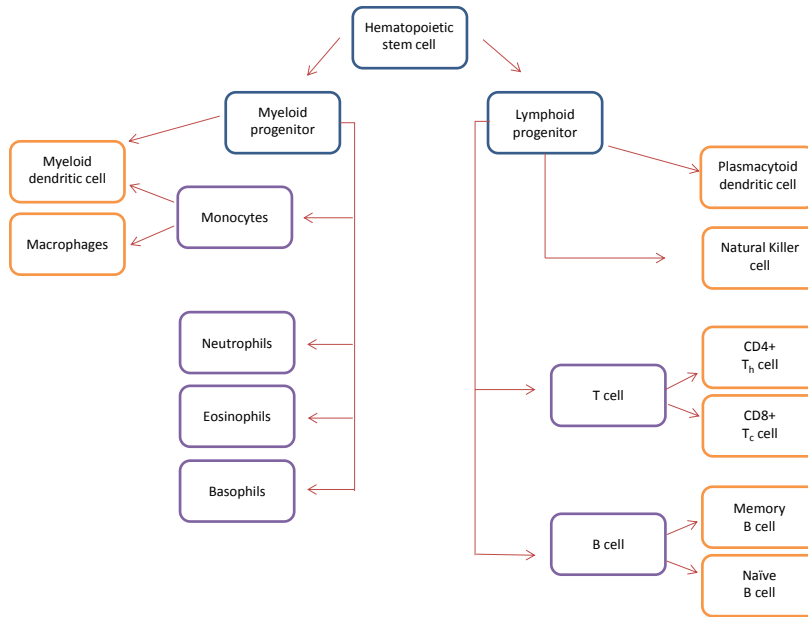 Hematopoietic
stem cell
Myeloid
progenitor
Lymphoid
progenitor
Myeloid
dendritic cell
Plasmacytoid
dendritic cell
Monocytes
Macrophages
Natural Killer
cell
Neutrophils
CD4+
Th cell
T cell
Eosinophils
CD8+
Tc cell
Basophils
Memory
B cell
B cell
Naïve
B cell